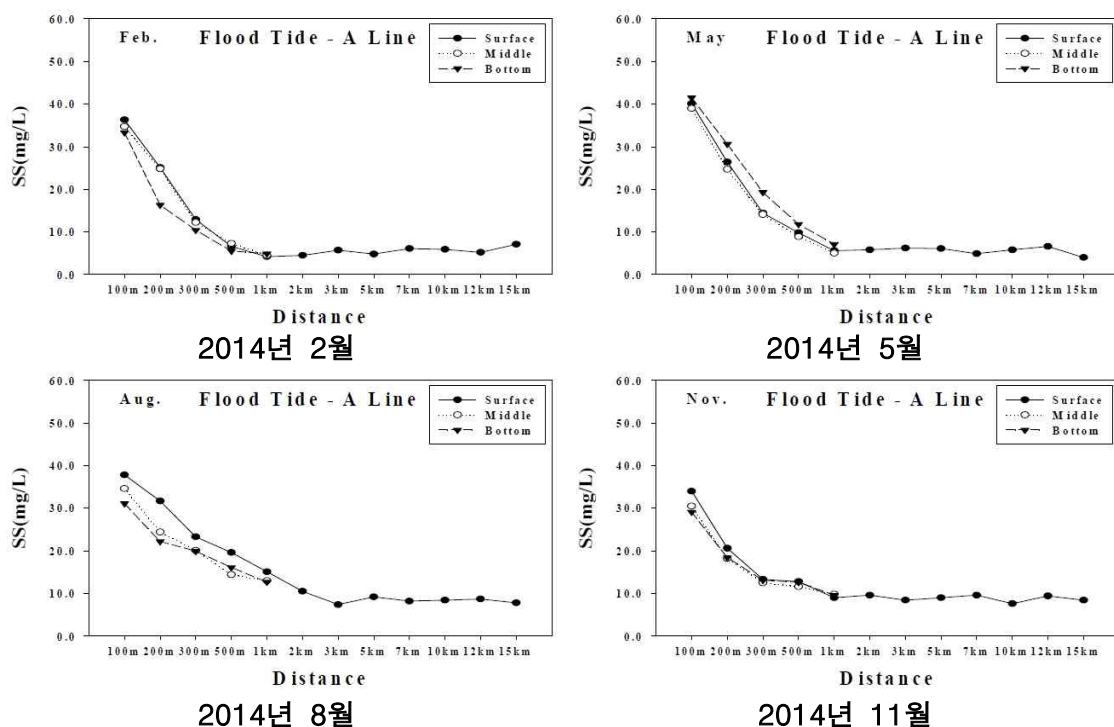 Feb. Flood Tide - A Line
Surface
Middle
Bottom
60.0
50.0
40.0
30.0
20.0
10.0
0.0
SS(mg/L)
100m 200m 300m 500m 1km 2km 3km 5km 7km 10km 12km 15km
Distance
2014년 2월
May Flood Tide - A Line
Surface
Middle
Bottom
60.0
50.0
40.0
30.0
20.0
10.0
0.0
SS(mg/L)
100m 200m 300m 500m 1km 2km 3km 5km 7km 10km 12km 15km
Distance
2014년 5월
Aug. Flood Tide - A Line
Surface
Middle
Bottom
60.0
50.0
40.0
30.0
20.0
10.0
0.0
SS(mg/L)
100m 200m 300m 500m 1km 2km 3km 5km 7km 10km 12km 15km
Distance
2014년 8월
Nov. Flood Tide - A Line
Surface
Middle
Bottom
60.0
50.0
40.0
30.0
20.0
10.0
0.0
SS(mg/L)
100m 200m 300m 500m 1km 2km 3km 5km 7km 10km 12km 15km
Distance
2014년 11월